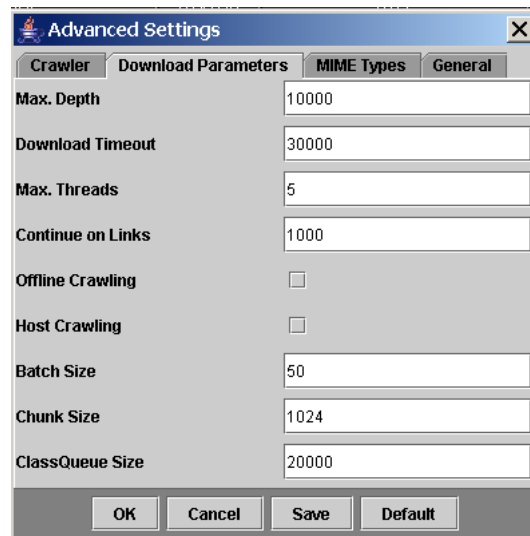 Advanced Settings
Crawler Download Parameters MIME Types General
Max. Depth 10000
Download Timeout 30000
Max. Threads 5
Continue on Links 1000
Offline Crawling
Host Crawling
Batch Size 50
Chunk Size 1024
ClassQueue Size 20000
OK Cancel Save Default